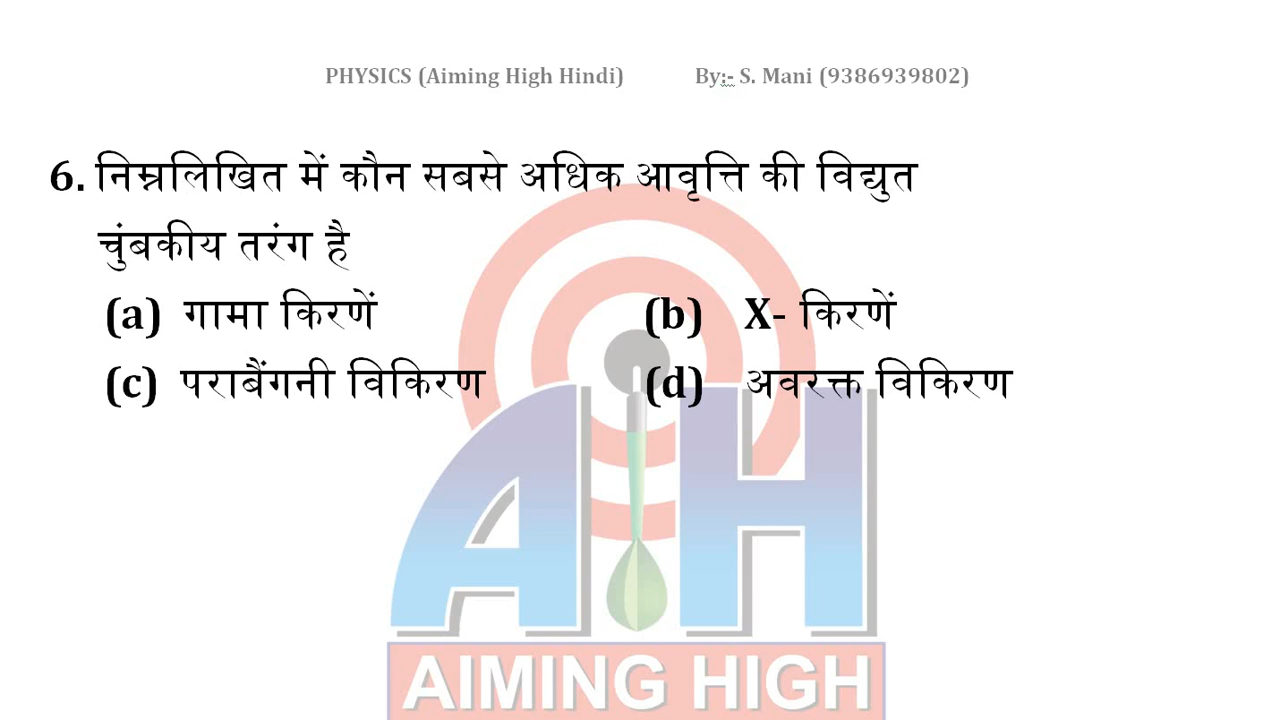 PHYSICS (Aiming High Hindi) By:- S. Mani (9386939802)
6. निम्नलिखित में कौन सबसे अधिक आवृत्ति की विद्युत
चुंबकीय तरंग है
(a) गामा किरणें (b) X- किरणें
(c) पराबैंगनी विकिरण (d) अवरक्त विकिरण
AH
AIMING HIGH